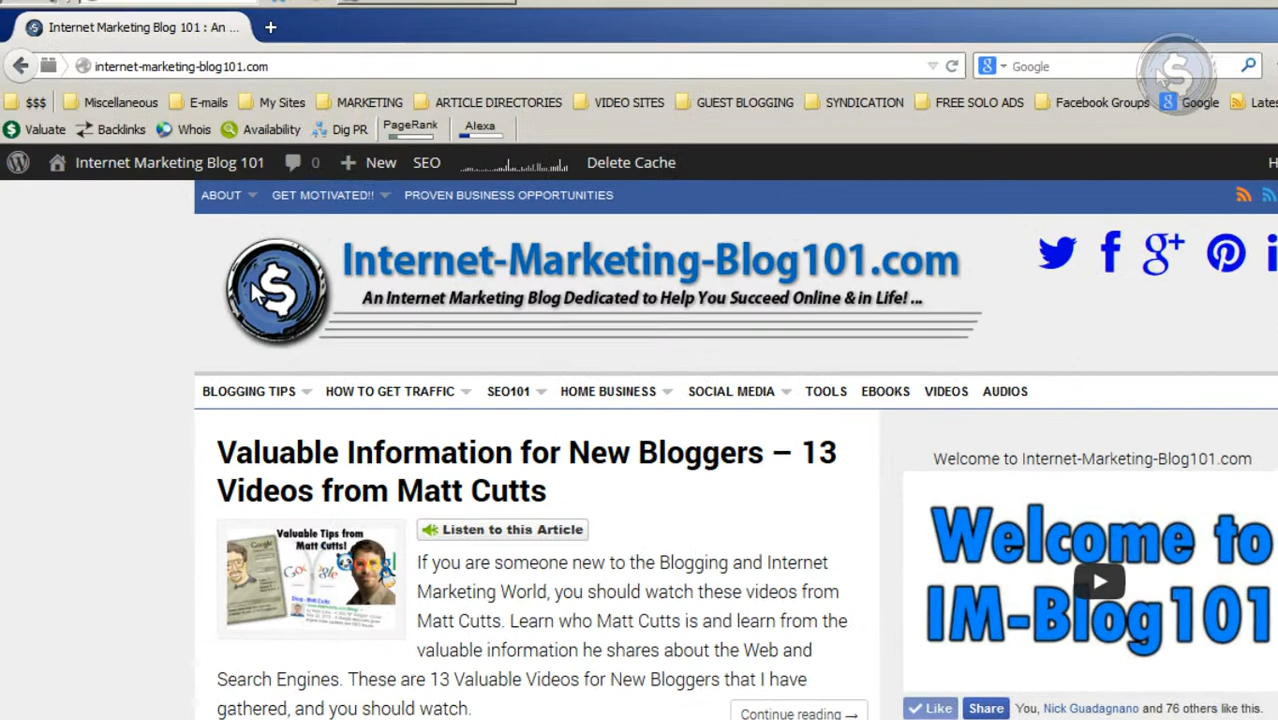 Internet Marketing Blog 101 : An ...
internet-marketing-blog101.com
Google
$$$ Miscellaneous E-mails My Sites MARKETING ARTICLE DIRECTORIES VIDEO SITES GUEST BLOGGING SYNDICATION FREE SOLO ADS Facebook Groups Google Lates
Valuate Backlinks Whois Availability Dig PR PageRank Alexa
Internet Marketing Blog 101 0 New SEO Delete Cache H
ABOUT GET MOTIVATED!! PROVEN BUSINESS OPPORTUNITIES
Internet-Marketing-Blog101.com
An Internet Marketing Blog Dedicated to Help You Succeed Online & in Life! ...
BLOGGING TIPS HOW TO GET TRAFFIC SEO101 HOME BUSINESS SOCIAL MEDIA TOOLS EBOOKS VIDEOS AUDIOS
Valuable Information for New Bloggers – 13
Videos from Matt Cutts
Valuable Tips from
Matt Cutts!
Listen to this Article
If you are someone new to the Blogging and Internet
Marketing World, you should watch these videos from
Matt Cutts. Learn who Matt Cutts is and learn from the
valuable information he shares about the Web and
Search Engines. These are 13 Valuable Videos for New Bloggers that I have
gathered, and you should watch.
Continue reading →
Welcome to Internet-Marketing-Blog101.com
Welcome to
IM-Blog101
Like Share You, Nick Guadagnano and 76 others like this.